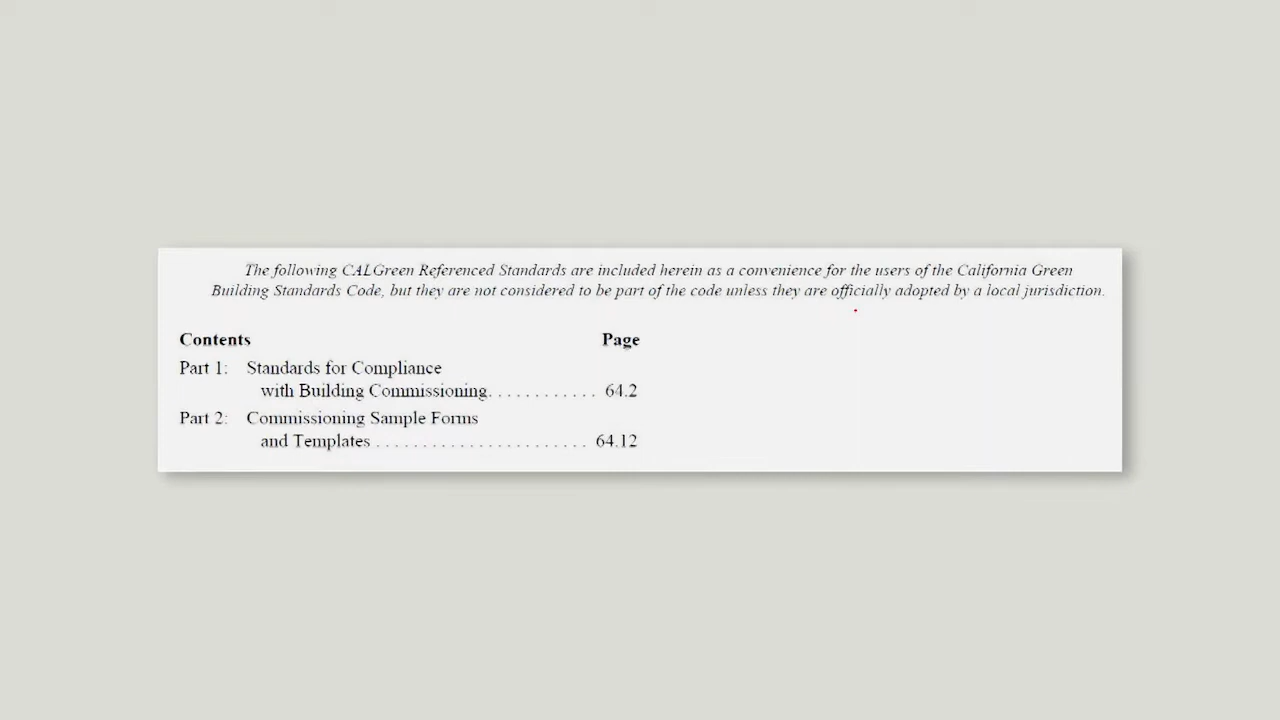 The following CALGreen Referenced Standards are included herein as a convenience for the users of the California Green
Building Standards Code, but they are not considered to be part of the code unless they are officially adopted by a local jurisdiction.
Contents Page
Part 1: Standards for Compliance
with Building Commissioning. . . . . . . . . . . . 64.2
Part 2: Commissioning Sample Forms
and Templates . . . . . . . . . . . . . . . . . . . . . . . 64.12